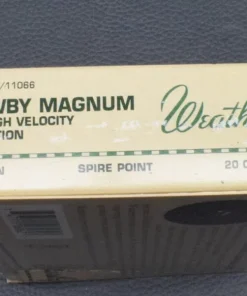 /11066
BY MAGNUM
GH VELOCITY
TION
Weath
N SPIRE POINT 20 C